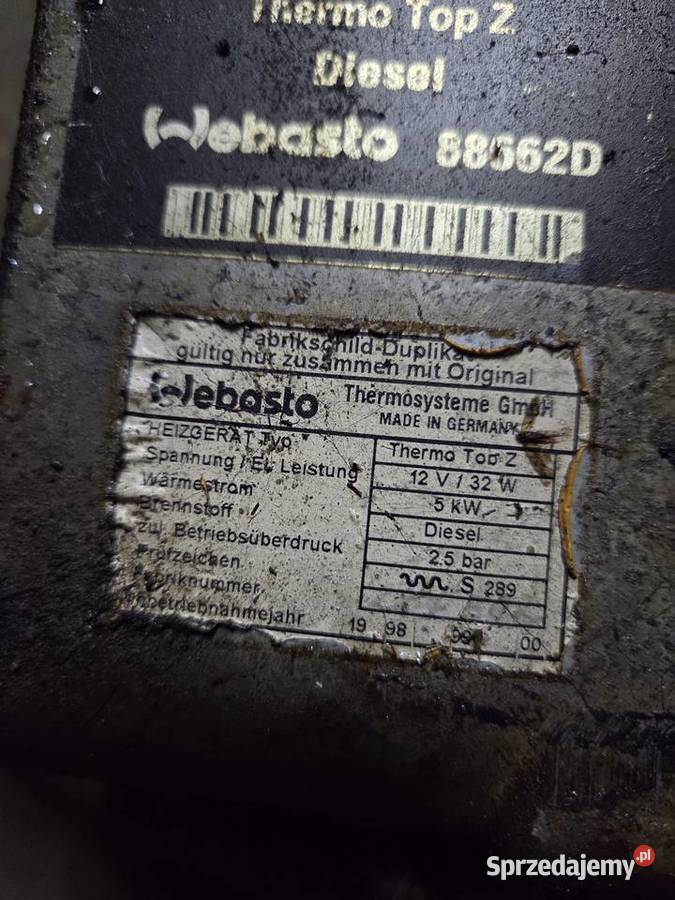 Thermo Top Z
Diesel
Webasto 88562D
Fabrikschild-Duplika
gültig nur zusammen mit Original
Webasto Thermosysteme GmbH
MADE IN GERMANY
HEIZGERÄT Typ Thermo Top Z
Spannung / El. Leistung 12 V / 32 W
Wärmestrom 5 kW
Brennstoff Diesel
zul. Betriebsüberdruck 2.5 bar
Prüfzeichen S 289
Fabriknummer
Inbetriebnahmejahr 19 98 99 00
Sprzedajemy.pl